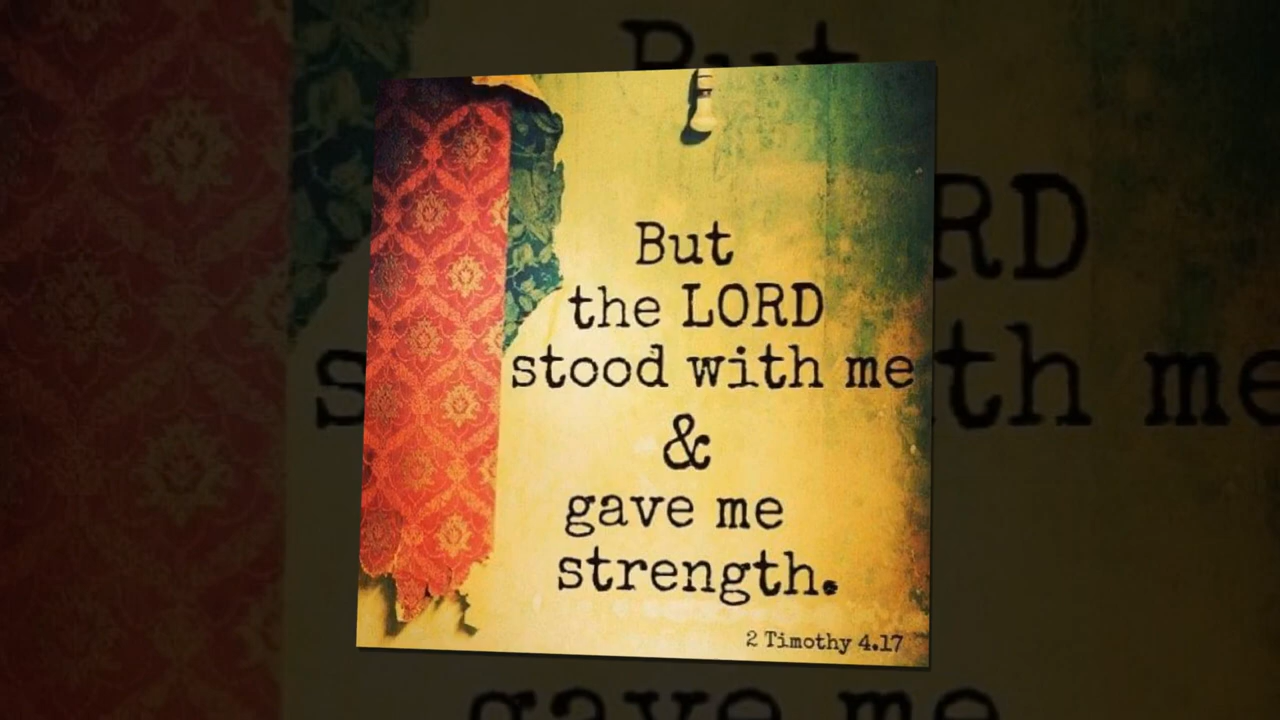 But
the LORD
stood with me
&
gave me
strength.
2 Timothy 4.17